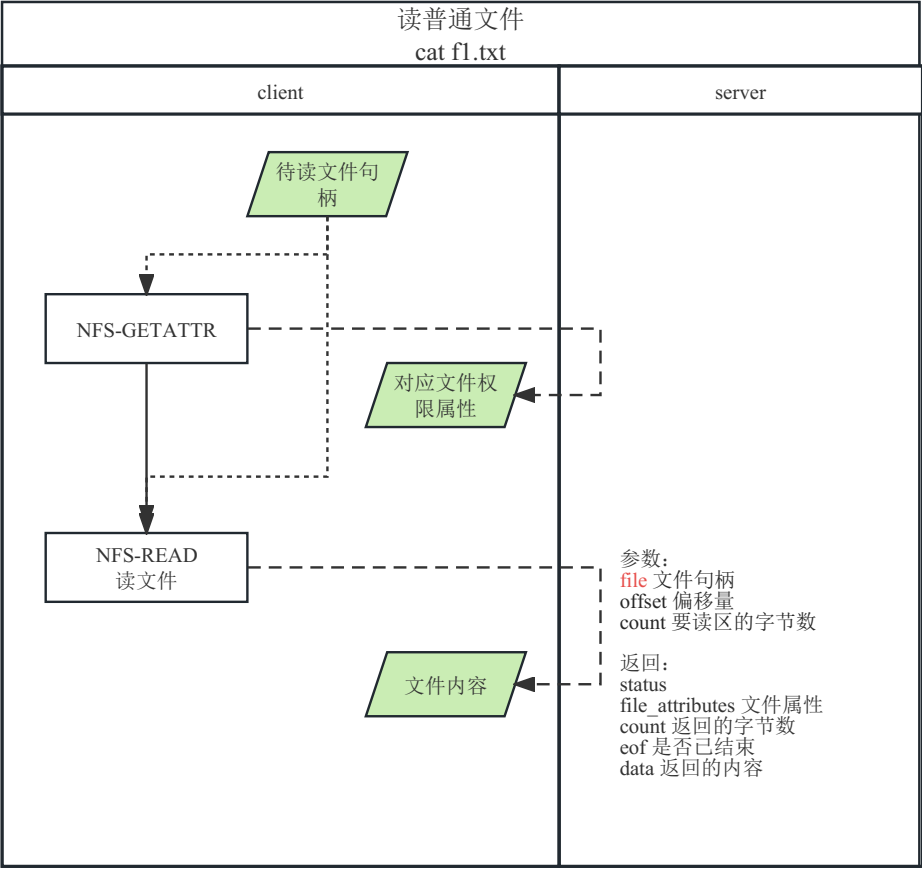 读普通文件
cat f1.txt
client
server
待读文件句
柄
NFS-GETATTR
对应文件权
限属性
NFS-READ
读文件
参数：
file 文件句柄
offset 偏移量
count 要读区的字节数
文件内容
返回：
status
file_attributes 文件属性
count 返回的字节数
eof 是否已结束
data 返回的内容